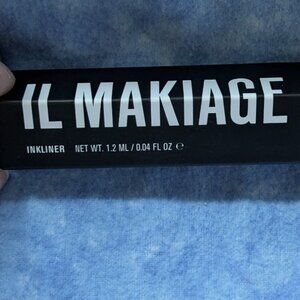 IL MAKIAGE
INKLINER NET WT. 1.2 ML / 0.04 FL OZ ℮